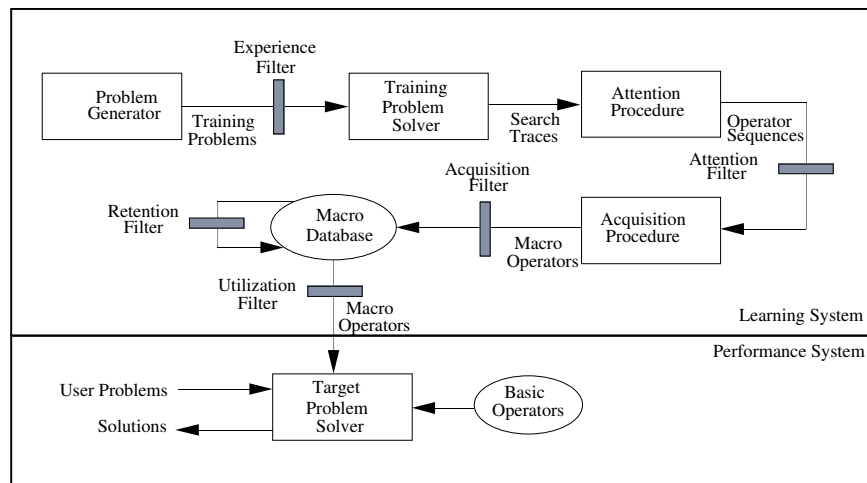 Experience
Filter
Problem
Generator
Training
Problems
Training
Problem
Solver
Search
Traces
Attention
Procedure
Operator
Sequences
Attention
Filter
Acquisition
Filter
Retention
Filter
Macro
Database
Macro
Operators
Acquisition
Procedure
Utilization
Filter
Macro
Operators
Learning System
Performance System
User Problems
Solutions
Target
Problem
Solver
Basic
Operators